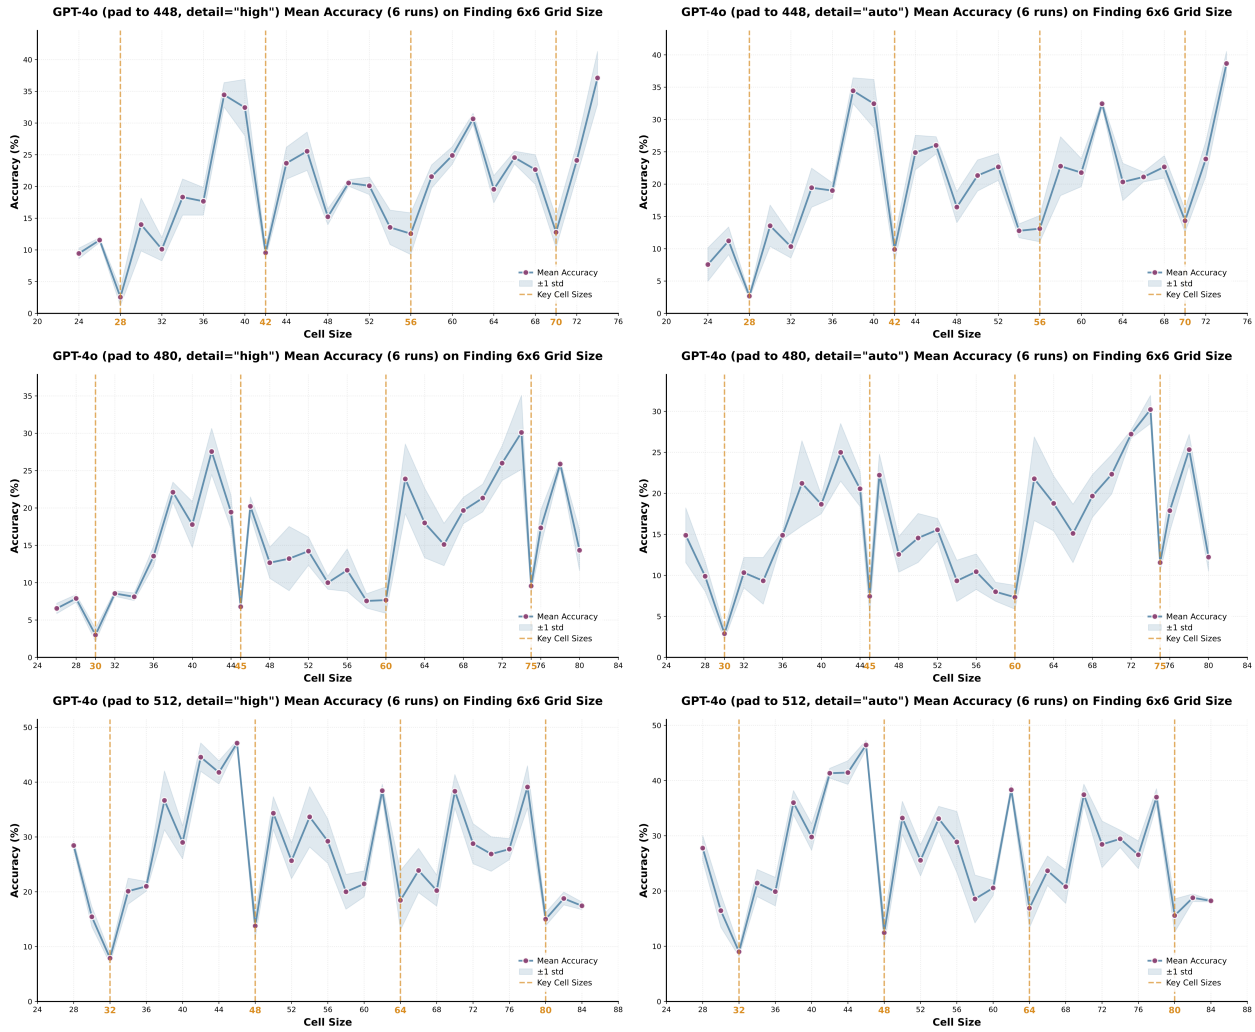 GPT-4o (pad to 448, detail="high") Mean Accuracy (6 runs) on Finding 6x6 Grid Size
Accuracy (%)
40
35
30
25
20
15
10
5
0
Mean Accuracy
±1 std
Key Cell Sizes
20 24 28 32 36 40 42 44 48 52 56 60 64 68 70 72 76
Cell Size
GPT-4o (pad to 448, detail="auto") Mean Accuracy (6 runs) on Finding 6x6 Grid Size
Accuracy (%)
40
35
30
25
20
15
10
5
0
Mean Accuracy
±1 std
Key Cell Sizes
20 24 28 32 36 40 42 44 48 52 56 60 64 68 70 72 76
Cell Size
GPT-4o (pad to 480, detail="high") Mean Accuracy (6 runs) on Finding 6x6 Grid Size
Accuracy (%)
35
30
25
20
15
10
5
0
Mean Accuracy
±1 std
Key Cell Sizes
24 28 30 32 36 40 44 45 48 52 56 60 64 68 72 75 76 80 84
Cell Size
GPT-4o (pad to 480, detail="auto") Mean Accuracy (6 runs) on Finding 6x6 Grid Size
Accuracy (%)
30
25
20
15
10
5
0
Mean Accuracy
±1 std
Key Cell Sizes
24 28 30 32 36 40 44 45 48 52 56 60 64 68 72 75 76 80 84
Cell Size
GPT-4o (pad to 512, detail="high") Mean Accuracy (6 runs) on Finding 6x6 Grid Size
Accuracy (%)
50
40
30
20
10
0
Mean Accuracy
±1 std
Key Cell Sizes
24 28 32 36 40 44 48 52 56 60 64 68 72 76 80 84 88
Cell Size
GPT-4o (pad to 512, detail="auto") Mean Accuracy (6 runs) on Finding 6x6 Grid Size
Accuracy (%)
50
40
30
20
10
0
Mean Accuracy
±1 std
Key Cell Sizes
24 28 32 36 40 44 48 52 56 60 64 68 72 76 80 84 88
Cell Size